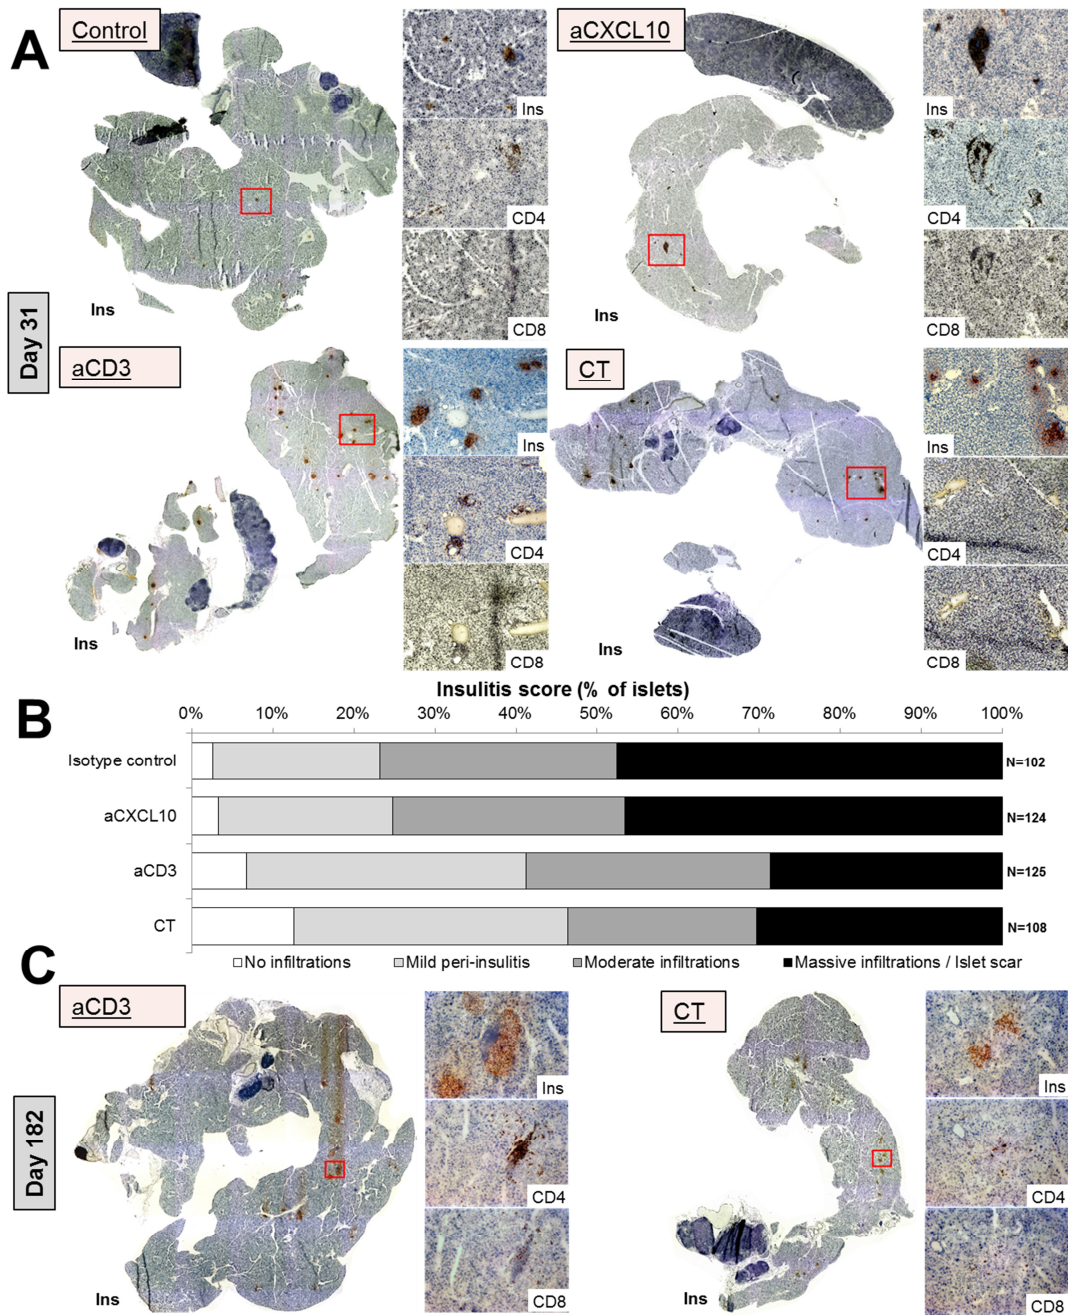 A
Control
Ins
CD4
CD8
Ins
aCXCL10
Ins
CD4
CD8
Ins
Day 31
aCD3
Ins
CD4
CD8
Ins
CT
Ins
CD4
CD8
Ins
B
Insulitis score (% of islets)
0% 10% 20% 30% 40% 50% 60% 70% 80% 90% 100%
Isotype control N=102
aCXCL10 N=124
aCD3 N=125
CT N=108
No infiltrations Mild peri-insulitis Moderate infiltrations Massive infiltrations / Islet scar
C
aCD3
Ins
CD4
CD8
Ins
CT
Ins
CD4
CD8
Ins
Day 182